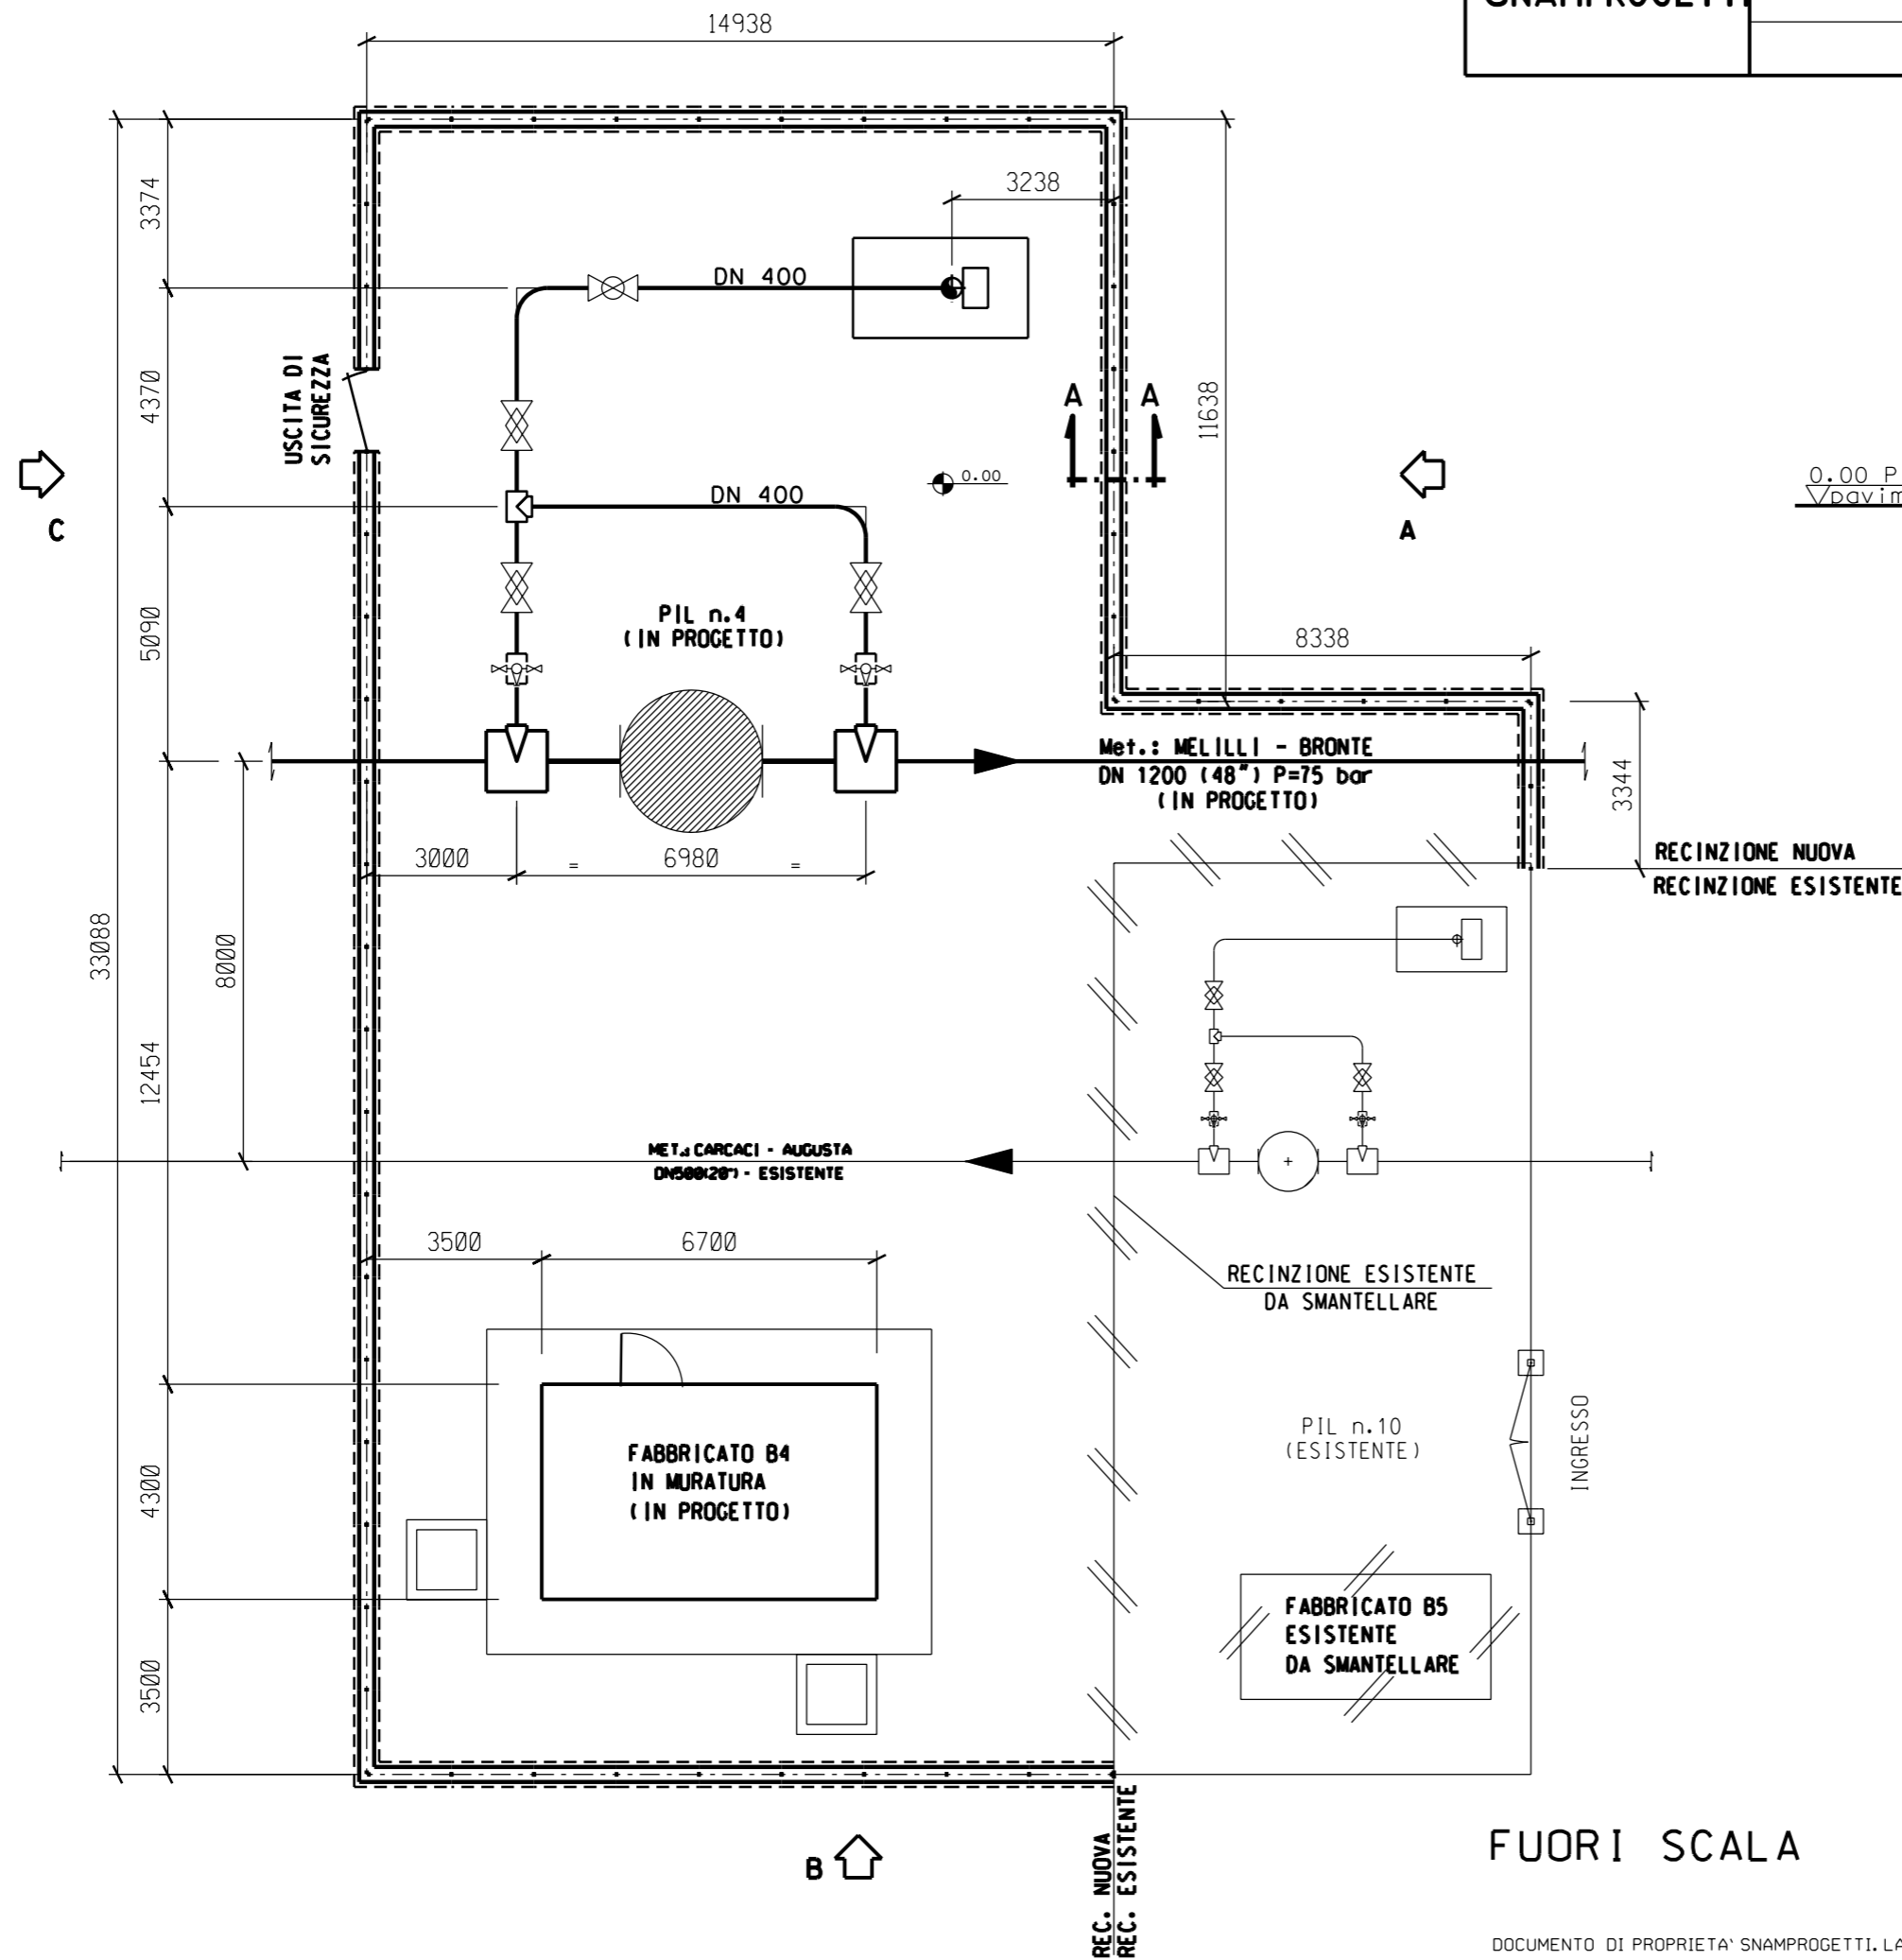 SNAMPROGETTI
14938
3374
3238
DN 400
USCITA DI
SICUREZZA
4370
11638
A A
0.00
DN 400
C
A
0.00 P
pavim
5090
PIL n.4
(IN PROGETTO)
8338
Met.: MELILLI - BRONTE
DN 1200 (48") P=75 bar
(IN PROGETTO)
3344
3000 = 6980 =
RECINZIONE NUOVA
RECINZIONE ESISTENTE
33088
8000
12454
MET.: CARCACI - AUGUSTA
DN500(20") - ESISTENTE
3500 6700
RECINZIONE ESISTENTE
DA SMANTELLARE
PIL n.10
(ESISTENTE)
INGRESSO
4300
FABBRICATO B4
IN MURATURA
(IN PROGETTO)
FABBRICATO B5
ESISTENTE
DA SMANTELLARE
3500
B
REC. NUOVA
REC. ESISTENTE
FUORI SCALA
DOCUMENTO DI PROPRIETA' SNAMPROGETTI. LA